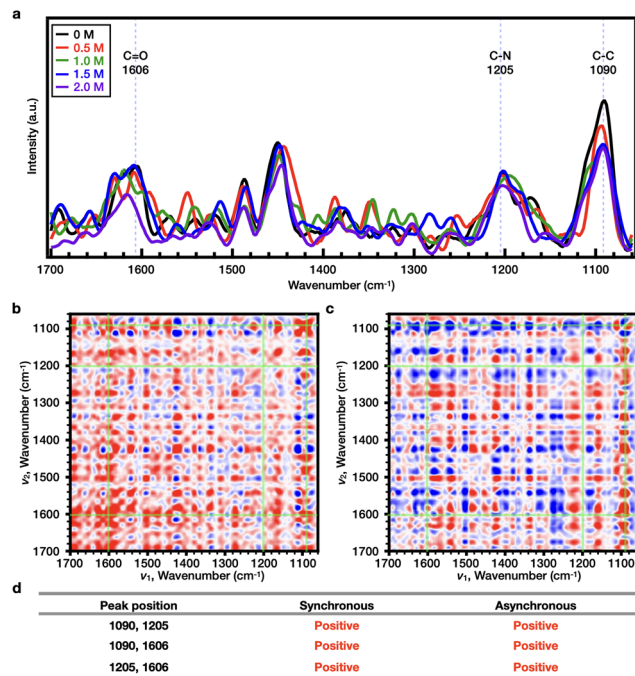 a
0 M
0.5 M
1.0 M
1.5 M
2.0 M
C=O
1606
C-N
1205
C-C
1090
Intensity (a.u.)
1700 1600 1500 1400 1300 1200 1100
Wavenumber (cm⁻¹)
b
1100
1200
1300
1400
1500
1600
1700
ν₂, Wavenumber (cm⁻¹)
1700 1600 1500 1400 1300 1200 1100
ν₁, Wavenumber (cm⁻¹)
c
1100
1200
1300
1400
1500
1600
1700
ν₂, Wavenumber (cm⁻¹)
1700 1600 1500 1400 1300 1200 1100
ν₁, Wavenumber (cm⁻¹)
d
Peak position Synchronous Asynchronous
1090, 1205 Positive Positive
1090, 1606 Positive Positive
1205, 1606 Positive Positive